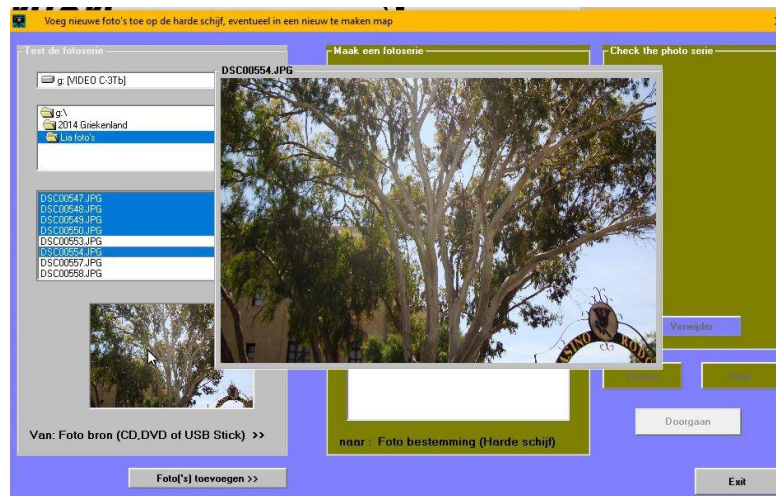 Voeg nieuwe foto's toe op de harde schijf, eventueel in een nieuw te maken map
Test de fotoserie
Maak een fotoserie
Check the photo serie
g: [VIDEO C-3Tb]
DSC00554.JPG
g:\
2014 Griekenland
Lia foto's
DSC00547.JPG
DSC00548.JPG
DSC00549.JPG
DSC00550.JPG
DSC00553.JPG
DSC00554.JPG
DSC00557.JPG
DSC00558.JPG
Verwijder
Doorgaan
Van: Foto bron (CD,DVD of USB Stick) >>
naar : Foto bestemming (Harde schijf)
Foto('s) toevoegen >>
Exit